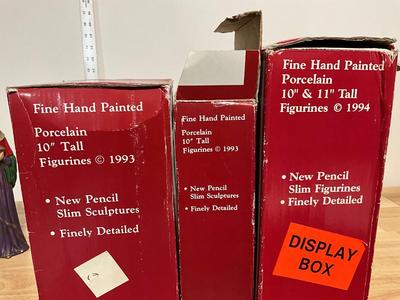 Fine Hand Painted
Porcelain
10" Tall
Figurines © 1993
• New Pencil
Slim Sculptures
• Finely Detailed
Fine Hand Painted
Porcelain
10" Tall
Figurines © 1993
• New Pencil
Slim Sculptures
• Finely Detailed
Fine Hand Painted
Porcelain
10" & 11" Tall
Figurines © 1994
• New Pencil
Slim Figurines
• Finely Detailed
DISPLAY
BOX